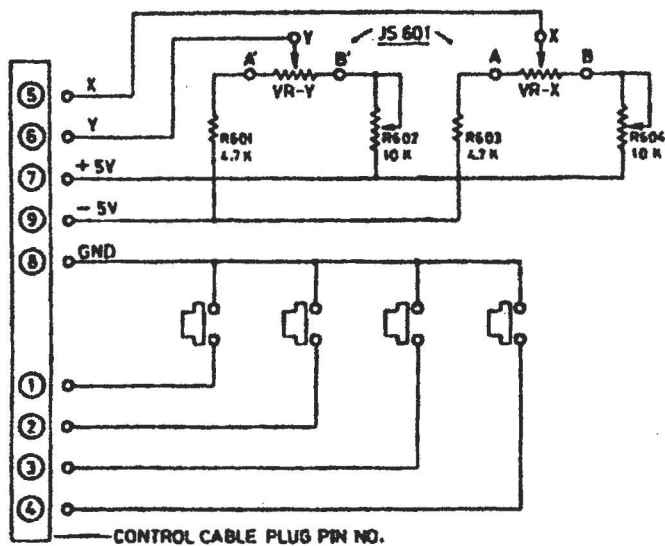 Y
JS 601
X
A'
B'
A
B
VR-Y
VR-X
5
X
6
Y
R601
4.7 K
R602
10 K
R603
4.7 K
R604
10 K
7
+ 5V
9
- 5V
8
GND
1
2
3
4
CONTROL CABLE PLUG PIN NO.